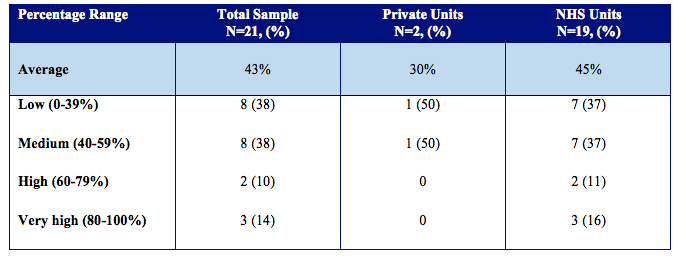 Percentage Range Total Sample Private Units NHS Units
N=21, (%) N=2, (%) N=19, (%)
Average 43% 30% 45%
Low (0-39%) 8 (38) 1 (50) 7 (37)
Medium (40-59%) 8 (38) 1 (50) 7 (37)
High (60-79%) 2 (10) 0 2 (11)
Very high (80-100%) 3 (14) 0 3 (16)